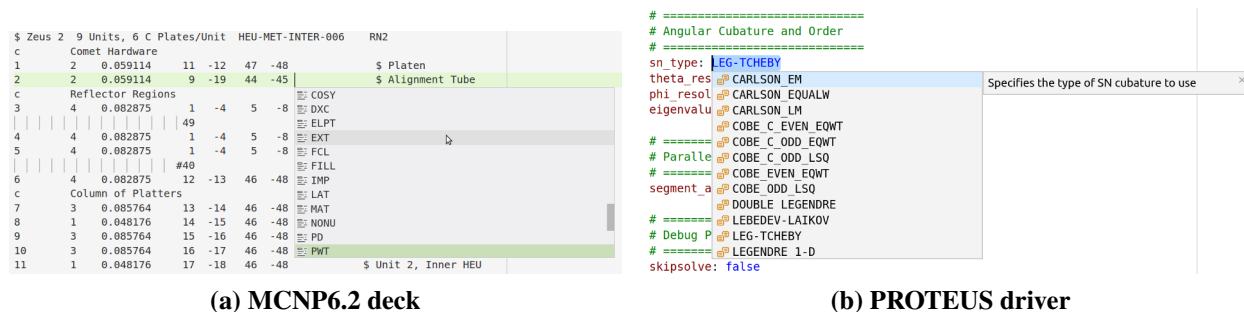 $ Zeus 2  9 Units, 6 C Plates/Unit  HEU-MET-INTER-006    RN2
c       Comet Hardware
1       2    0.059114     11  -12   47  -48              $ Platen
2       2    0.059114      9  -19   44  -45              $ Alignment Tube
c       Reflector Regions
3       4    0.082875      1   -4    5   -8
49
4       4    0.082875      1   -4    5   -8
5       4    0.082875      1   -4    5   -8
#40
6       4    0.082875     12  -13   46  -48
c       Column of Platters
7       3    0.085764     13  -14   46  -48
8       1    0.048176     14  -15   46  -48
9       3    0.085764     15  -16   46  -48
10      3    0.085764     16  -17   46  -48
11      1    0.048176     17  -18   46  -48            $ Unit 2, Inner HEU
COSY
DXC
ELPT
EXT
FCL
FILL
IMP
LAT
MAT
NONU
PD
PWT
(a) MCNP6.2 deck
# =============================
# Angular Cubature and Order
# =============================
sn_type: LEG-TCHEBY
theta_res
phi_resol
eigenvalu
# =======
# Paralle
# =======
segment_a
# =======
# Debug P
# =======
skipsolve: false
CARLSON_EM
CARLSON_EQUALW
CARLSON_LM
COBE_C_EVEN_EQWT
COBE_C_ODD_EQWT
COBE_C_ODD_LSQ
COBE_EVEN_EQWT
COBE_ODD_LSQ
DOUBLE LEGENDRE
LEBEDEV-LAIKOV
LEG-TCHEBY
LEGENDRE 1-D
Specifies the type of SN cubature to use
(b) PROTEUS driver